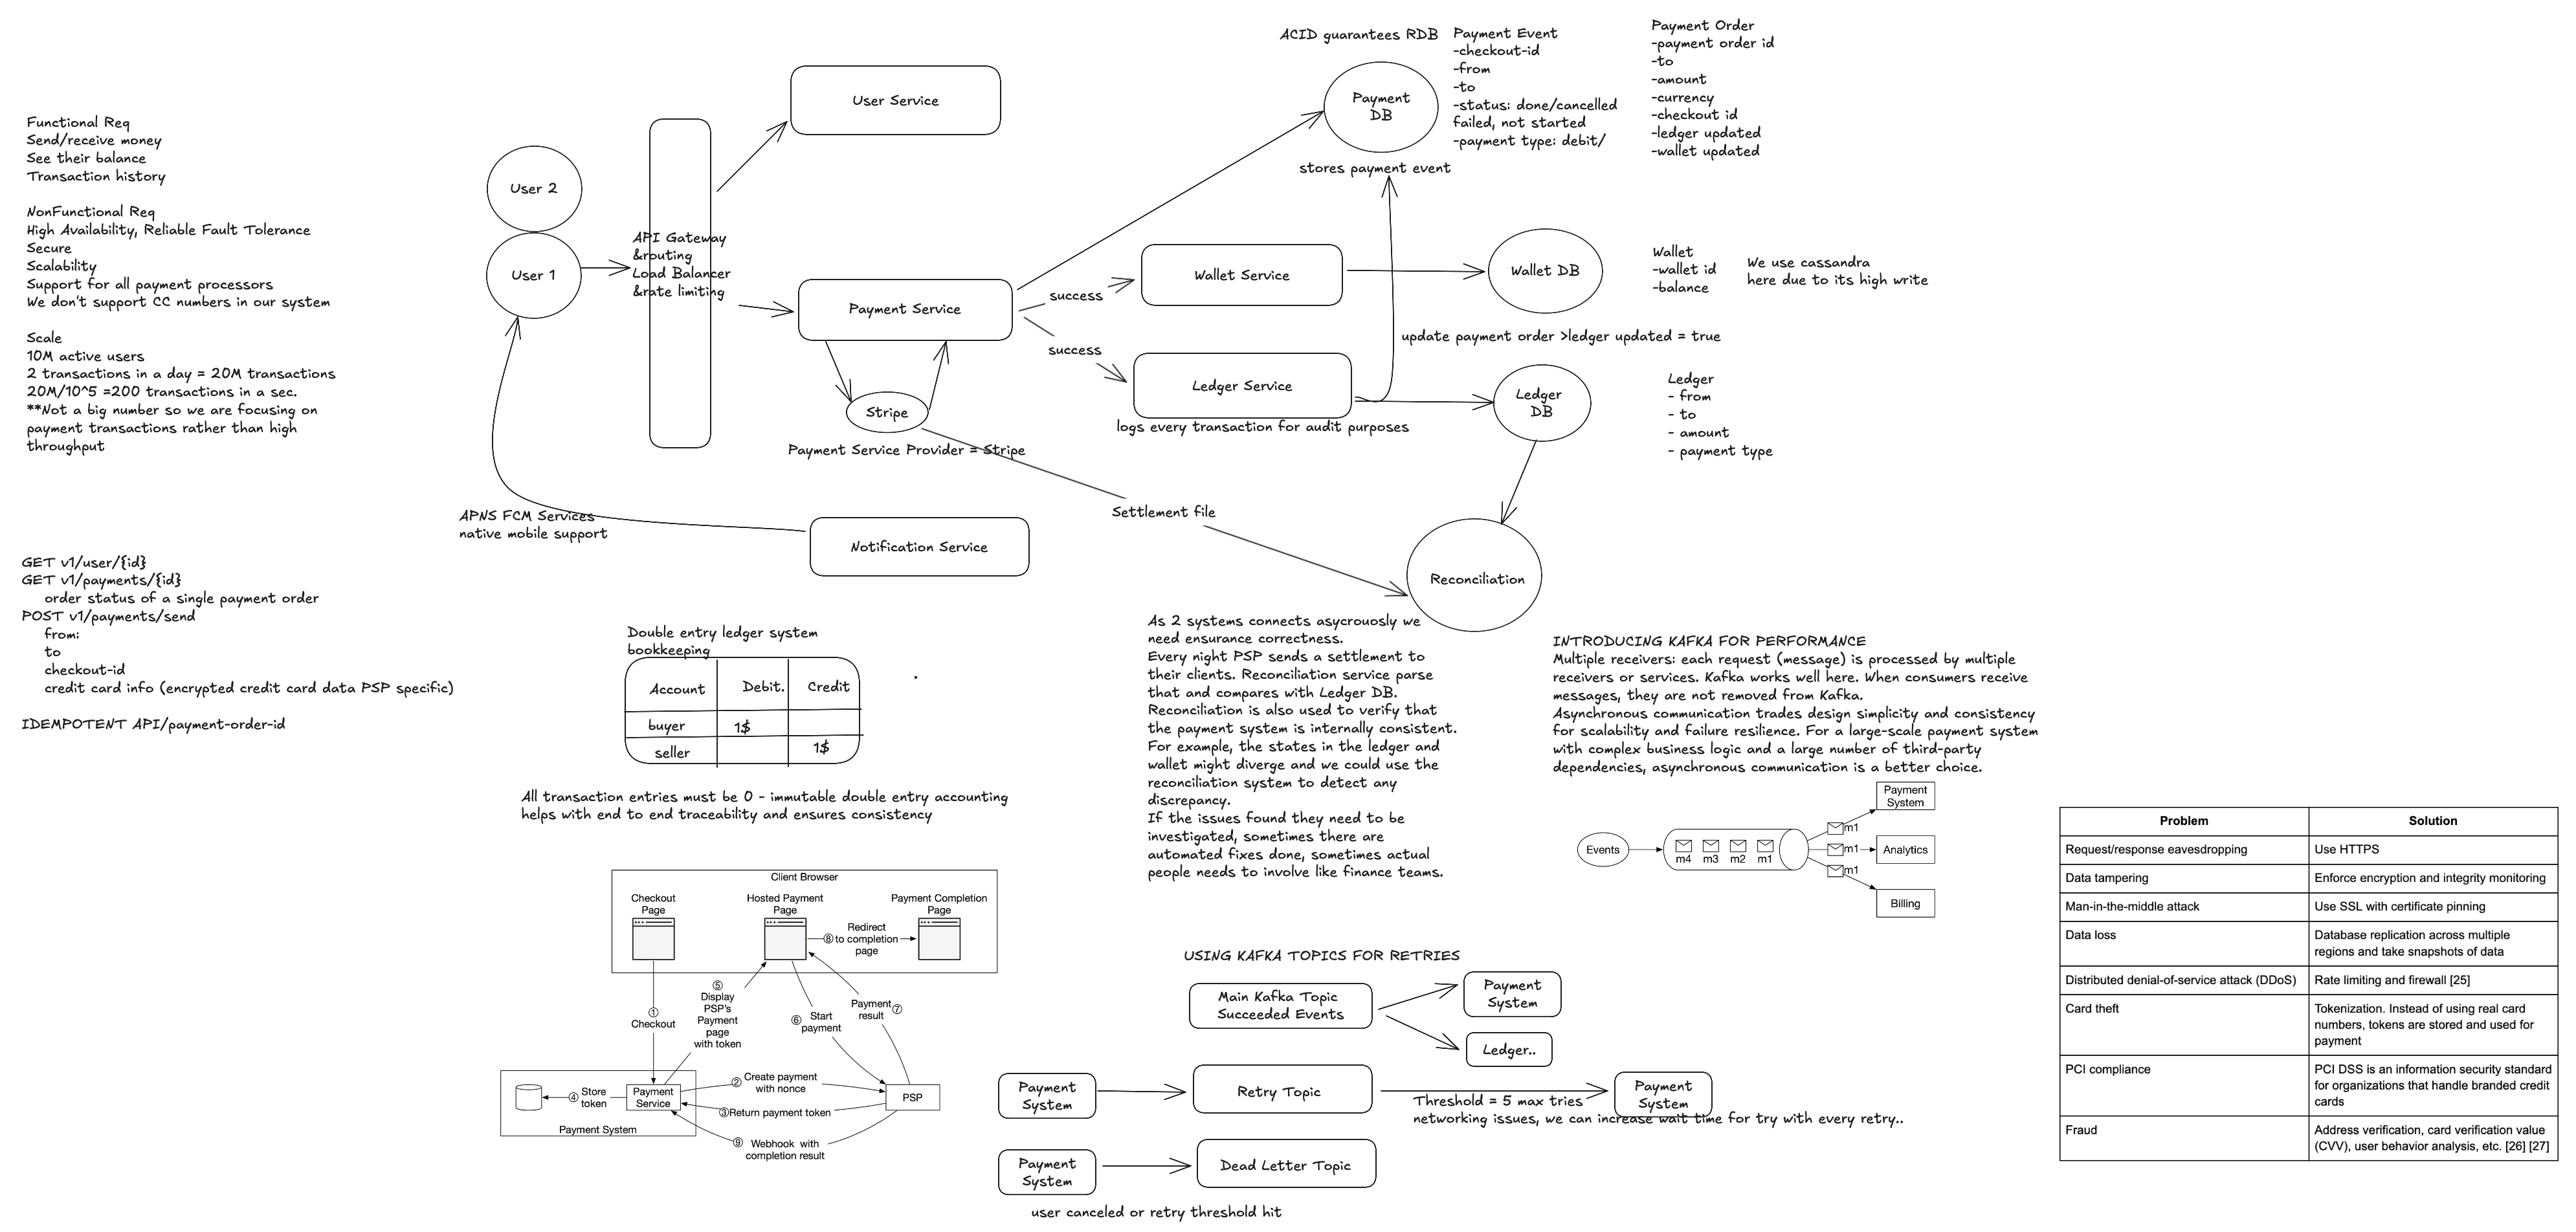 Functional Req
Send/receive money
See their balance
Transaction history
NonFunctional Req
High Availability, Reliable Fault Tolerance
Secure
Scalability
Support for all payment processors
We don't support CC numbers in our system
Scale
10M active users
2 transactions in a day = 20M transactions
20M/10^5 =200 transactions in a sec.
**Not a big number so we are focusing on
payment transactions rather than high
throughput
GET v1/user/{id}
GET v1/payments/{id}
order status of a single payment order
POST v1/payments/send
from:
to
checkout-id
credit card info (encrypted credit card data PSP specific)
IDEMPOTENT API/payment-order-id
User 2
User 1
API Gateway
&routing
Load Balancer
&rate limiting
User Service
Payment Service
Stripe
Payment Service Provider = Stripe
APNS FCM Services
native mobile support
Notification Service
success
success
Wallet Service
Ledger Service
logs every transaction for audit purposes
Settlement file
ACID guarantees RDB
Payment
DB
stores payment event
Payment Event
-checkout-id
-from
-to
-status: done/cancelled
failed, not started
-payment type: debit/
Payment Order
-payment order id
-to
-amount
-currency
-checkout id
-ledger updated
-wallet updated
Wallet DB
Wallet
-wallet id
-balance
We use cassandra
here due to its high write
update payment order >ledger updated = true
Ledger
DB
Ledger
- from
- to
- amount
- payment type
Reconciliation
Double entry ledger system
bookkeeping
Account Debit. Credit
buyer 1$
seller 1$
All transaction entries must be 0 - immutable double entry accounting
helps with end to end traceability and ensures consistency
As 2 systems connects asycrouosly we
need ensurance correctness.
Every night PSP sends a settlement to
their clients. Reconciliation service parse
that and compares with Ledger DB.
Reconciliation is also used to verify that
the payment system is internally consistent.
For example, the states in the ledger and
wallet might diverge and we could use the
reconciliation system to detect any
discrepancy.
If the issues found they need to be
investigated, sometimes there are
automated fixes done, sometimes actual
people needs to involve like finance teams.
INTRODUCING KAFKA FOR PERFORMANCE
Multiple receivers: each request (message) is processed by multiple
receivers or services. Kafka works well here. When consumers receive
messages, they are not removed from Kafka.
Asynchronous communication trades design simplicity and consistency
for scalability and failure resilience. For a large-scale payment system
with complex business logic and a large number of third-party
dependencies, asynchronous communication is a better choice.
Events
m4 m3 m2 m1
m1
m1
m1
Payment
System
Analytics
Billing
Client Browser
Checkout
Page
Hosted Payment
Page
Payment Completion
Page
⑧ Redirect
to completion
page
① Checkout
⑤
Display
PSP's
Payment
page
with token
⑥ Start
payment
Payment
result ⑦
④ Store
token
Payment
Service
Payment System
② Create payment
with nonce
③Return payment token
⑨ Webhook with
completion result
PSP
USING KAFKA TOPICS FOR RETRIES
Main Kafka Topic
Succeeded Events
Payment
System
Ledger..
Payment
System
Retry Topic
Threshold = 5 max tries
networking issues, we can increase wait time for try with every retry..
Payment
System
Payment
System
Dead Letter Topic
user canceled or retry threshold hit
Problem Solution
Request/response eavesdropping Use HTTPS
Data tampering Enforce encryption and integrity monitoring
Man-in-the-middle attack Use SSL with certificate pinning
Data loss Database replication across multiple
regions and take snapshots of data
Distributed denial-of-service attack (DDoS) Rate limiting and firewall [25]
Card theft Tokenization. Instead of using real card
numbers, tokens are stored and used for
payment
PCI compliance PCI DSS is an information security standard
for organizations that handle branded credit
cards
Fraud Address verification, card verification value
(CVV), user behavior analysis, etc. [26] [27]